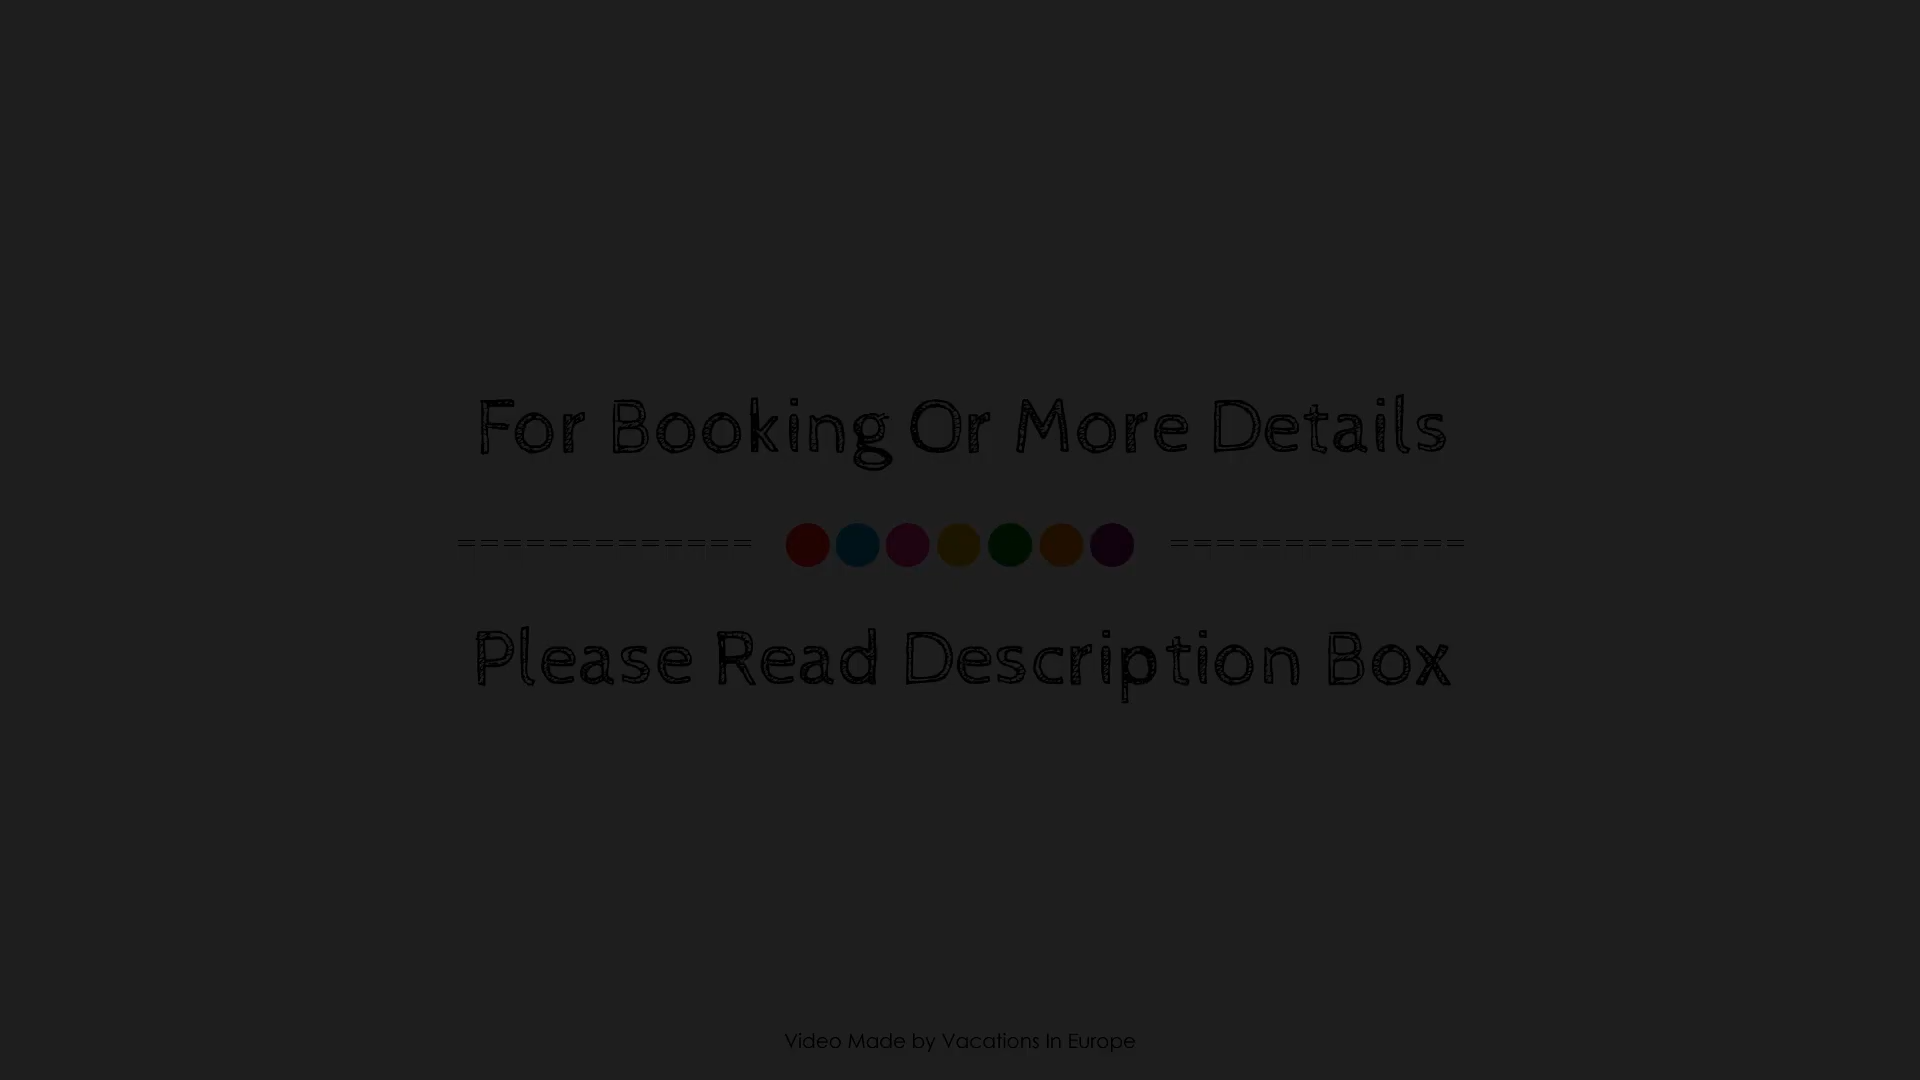 For Booking Or More Details
============= =============
Please Read Description Box
Video Made by Vacations In Europe